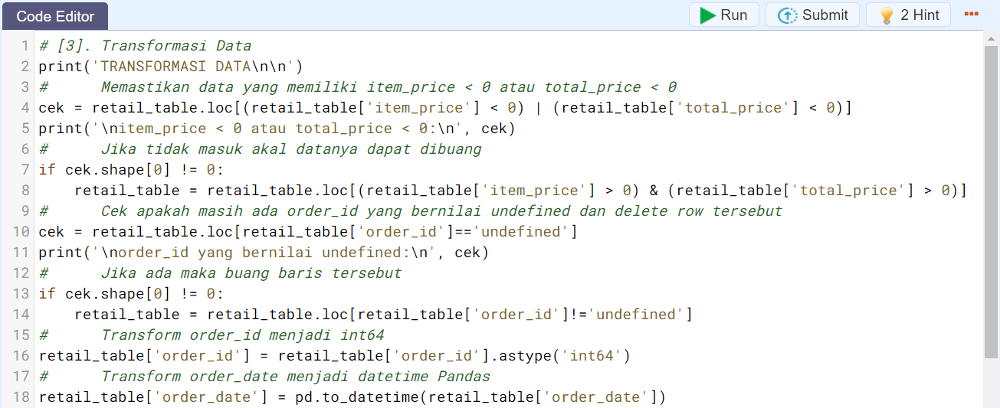 Code Editor Run Submit 2 Hint
1 # [3]. Transformasi Data
2 print('TRANSFORMASI DATA\n\n')
3 #      Memastikan data yang memiliki item_price < 0 atau total_price < 0
4 cek = retail_table.loc[(retail_table['item_price'] < 0) | (retail_table['total_price'] < 0)]
5 print('\nitem_price < 0 atau total_price < 0:\n', cek)
6 #      Jika tidak masuk akal datanya dapat dibuang
7 if cek.shape[0] != 0:
8     retail_table = retail_table.loc[(retail_table['item_price'] > 0) & (retail_table['total_price'] > 0)]
9 #      Cek apakah masih ada order_id yang bernilai undefined dan delete row tersebut
10 cek = retail_table.loc[retail_table['order_id']=='undefined']
11 print('\norder_id yang bernilai undefined:\n', cek)
12 #      Jika ada maka buang baris tersebut
13 if cek.shape[0] != 0:
14     retail_table = retail_table.loc[retail_table['order_id']!='undefined']
15 #      Transform order_id menjadi int64
16 retail_table['order_id'] = retail_table['order_id'].astype('int64')
17 #      Transform order_date menjadi datetime Pandas
18 retail_table['order_date'] = pd.to_datetime(retail_table['order_date'])